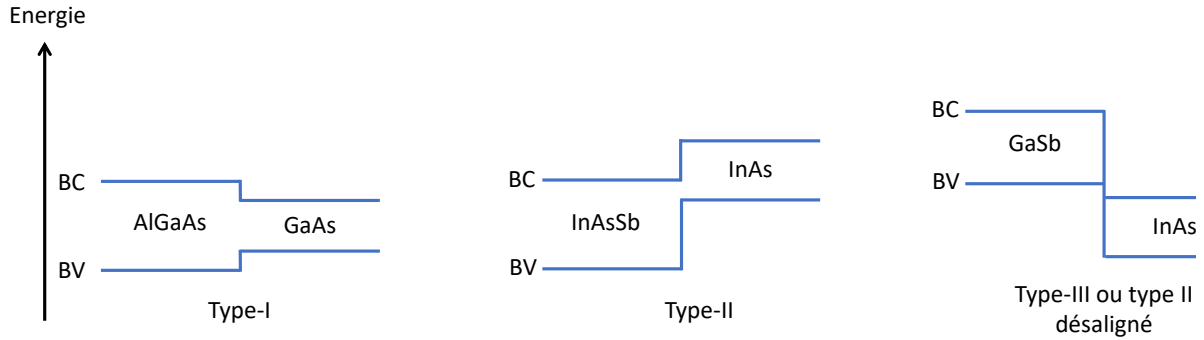 Energie
BC
AlGaAs
GaAs
BV
Type-I
BC
InAs
InAsSb
BV
Type-II
BC
GaSb
BV
InAs
Type-III ou type II
désaligné